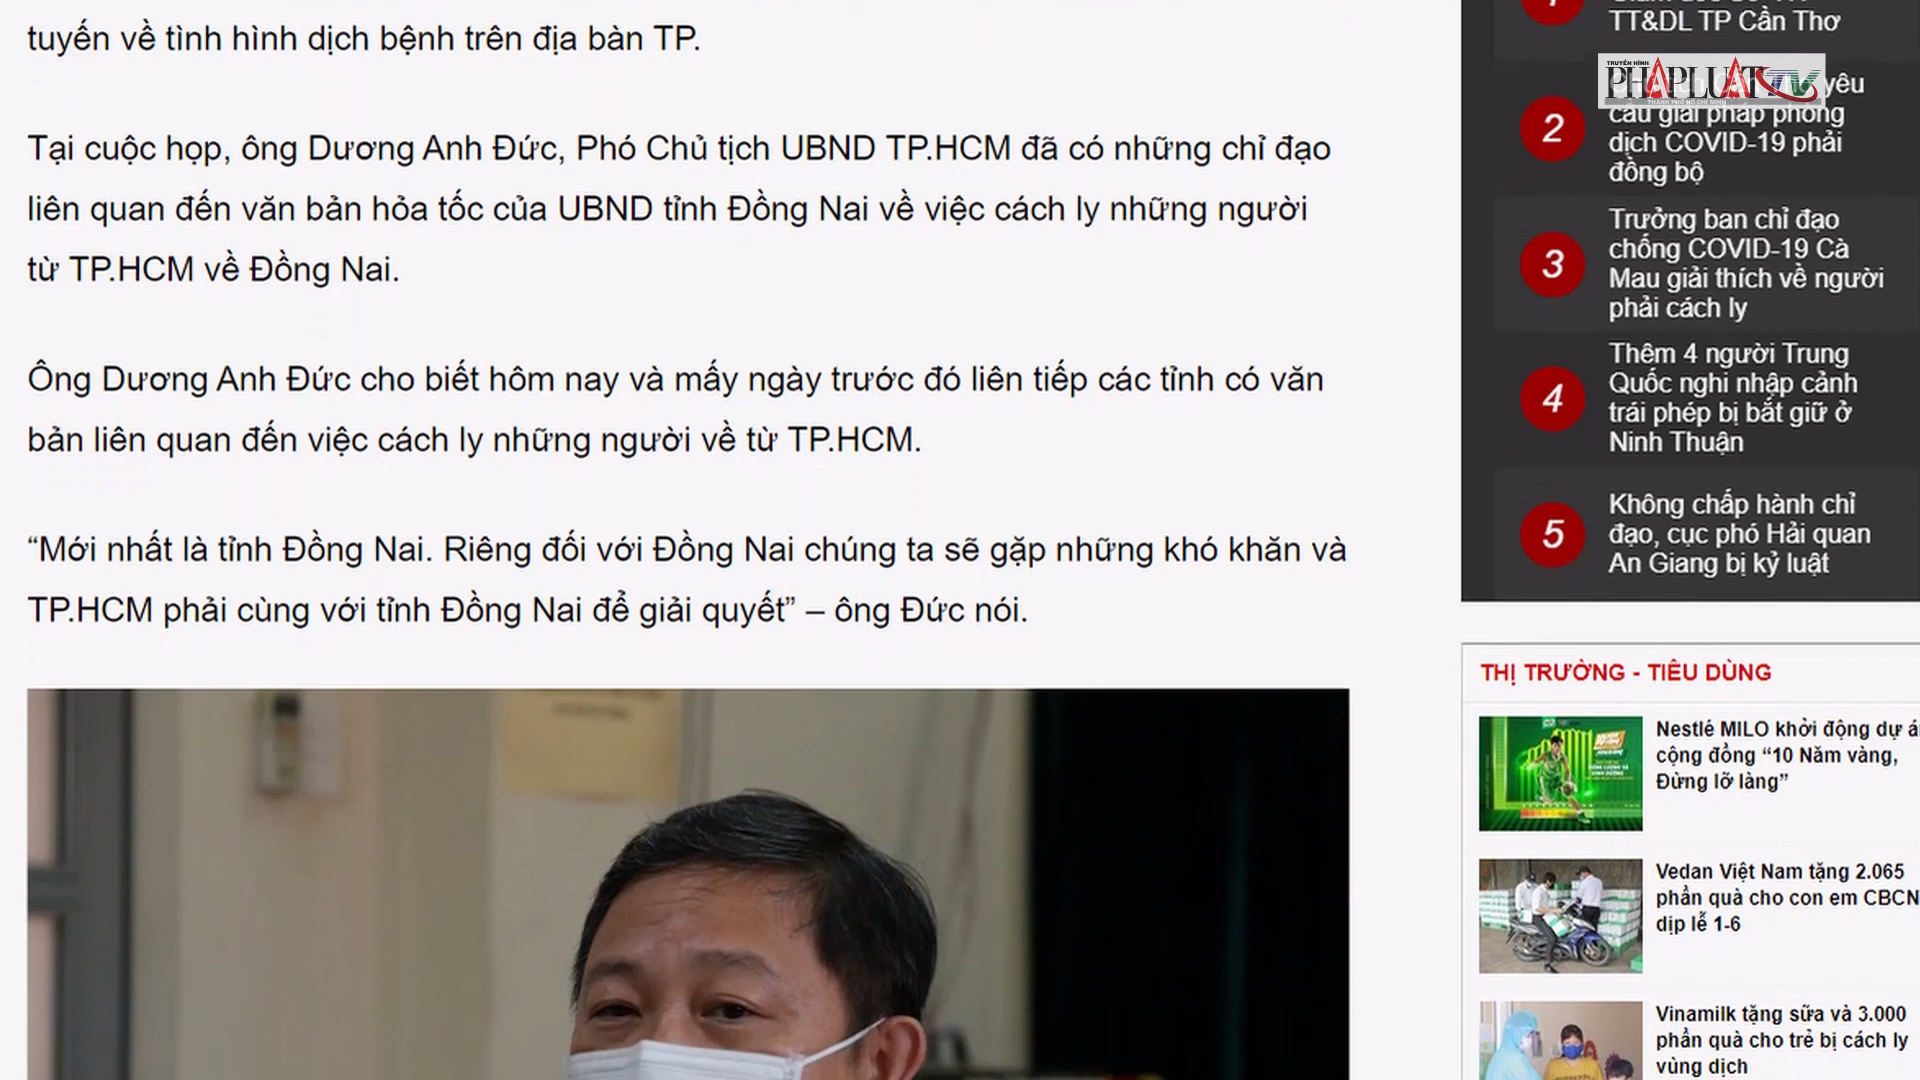 tuyến về tình hình dịch bệnh trên địa bàn TP.
Tại cuộc họp, ông Dương Anh Đức, Phó Chủ tịch UBND TP.HCM đã có những chỉ đạo
liên quan đến văn bản hỏa tốc của UBND tỉnh Đồng Nai về việc cách ly những người
từ TP.HCM về Đồng Nai.
Ông Dương Anh Đức cho biết hôm nay và mấy ngày trước đó liên tiếp các tỉnh có văn
bản liên quan đến việc cách ly những người về từ TP.HCM.
“Mới nhất là tỉnh Đồng Nai. Riêng đối với Đồng Nai chúng ta sẽ gặp những khó khăn và
TP.HCM phải cùng với tỉnh Đồng Nai để giải quyết” – ông Đức nói.
TT&DL TP Cần Thơ
TRUYỀN HÌNH
PHÁPLUẬT TV
THÀNH PHỐ HỒ CHÍ MINH
2
yêu
cầu giải pháp phòng
dịch COVID-19 phải
đồng bộ
3
Trưởng ban chỉ đạo
chống COVID-19 Cà
Mau giải thích về người
phải cách ly
4
Thêm 4 người Trung
Quốc nghi nhập cảnh
trái phép bị bắt giữ ở
Ninh Thuận
5
Không chấp hành chỉ
đạo, cục phó Hải quan
An Giang bị kỷ luật
THỊ TRƯỜNG - TIÊU DÙNG
Nestlé MILO khởi động dự á
cộng đồng “10 Năm vàng,
Đừng lỡ làng”
Vedan Việt Nam tặng 2.065
phần quà cho con em CBCN
dịp lễ 1-6
Vinamilk tặng sữa và 3.000
phần quà cho trẻ bị cách ly
vùng dịch